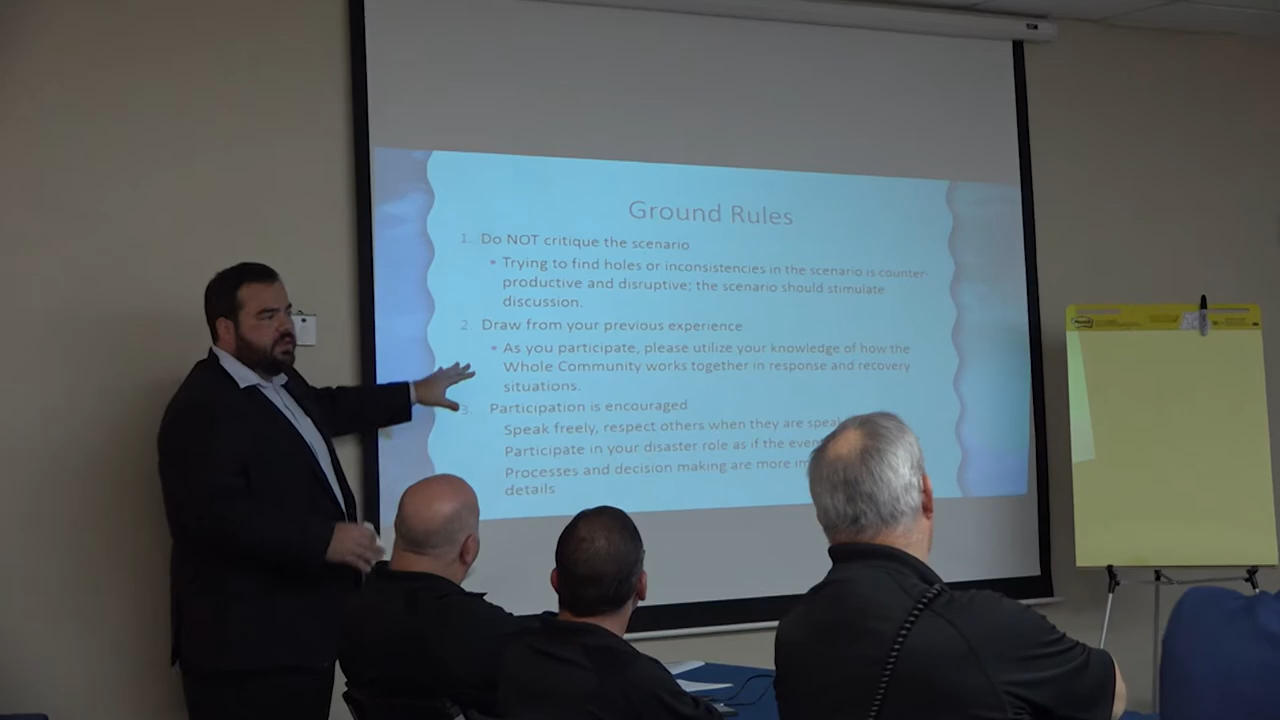 Ground Rules
1. Do NOT critique the scenario
• Trying to find holes or inconsistencies in the scenario is counter-
productive and disruptive; the scenario should stimulate
discussion.
2. Draw from your previous experience
• As you participate, please utilize your knowledge of how the
Whole Community works together in response and recovery
situations.
3. Participation is encouraged
Speak freely, respect others when they are
Participate in your disaster role as if the
Processes and decision making are more
details
Post-it